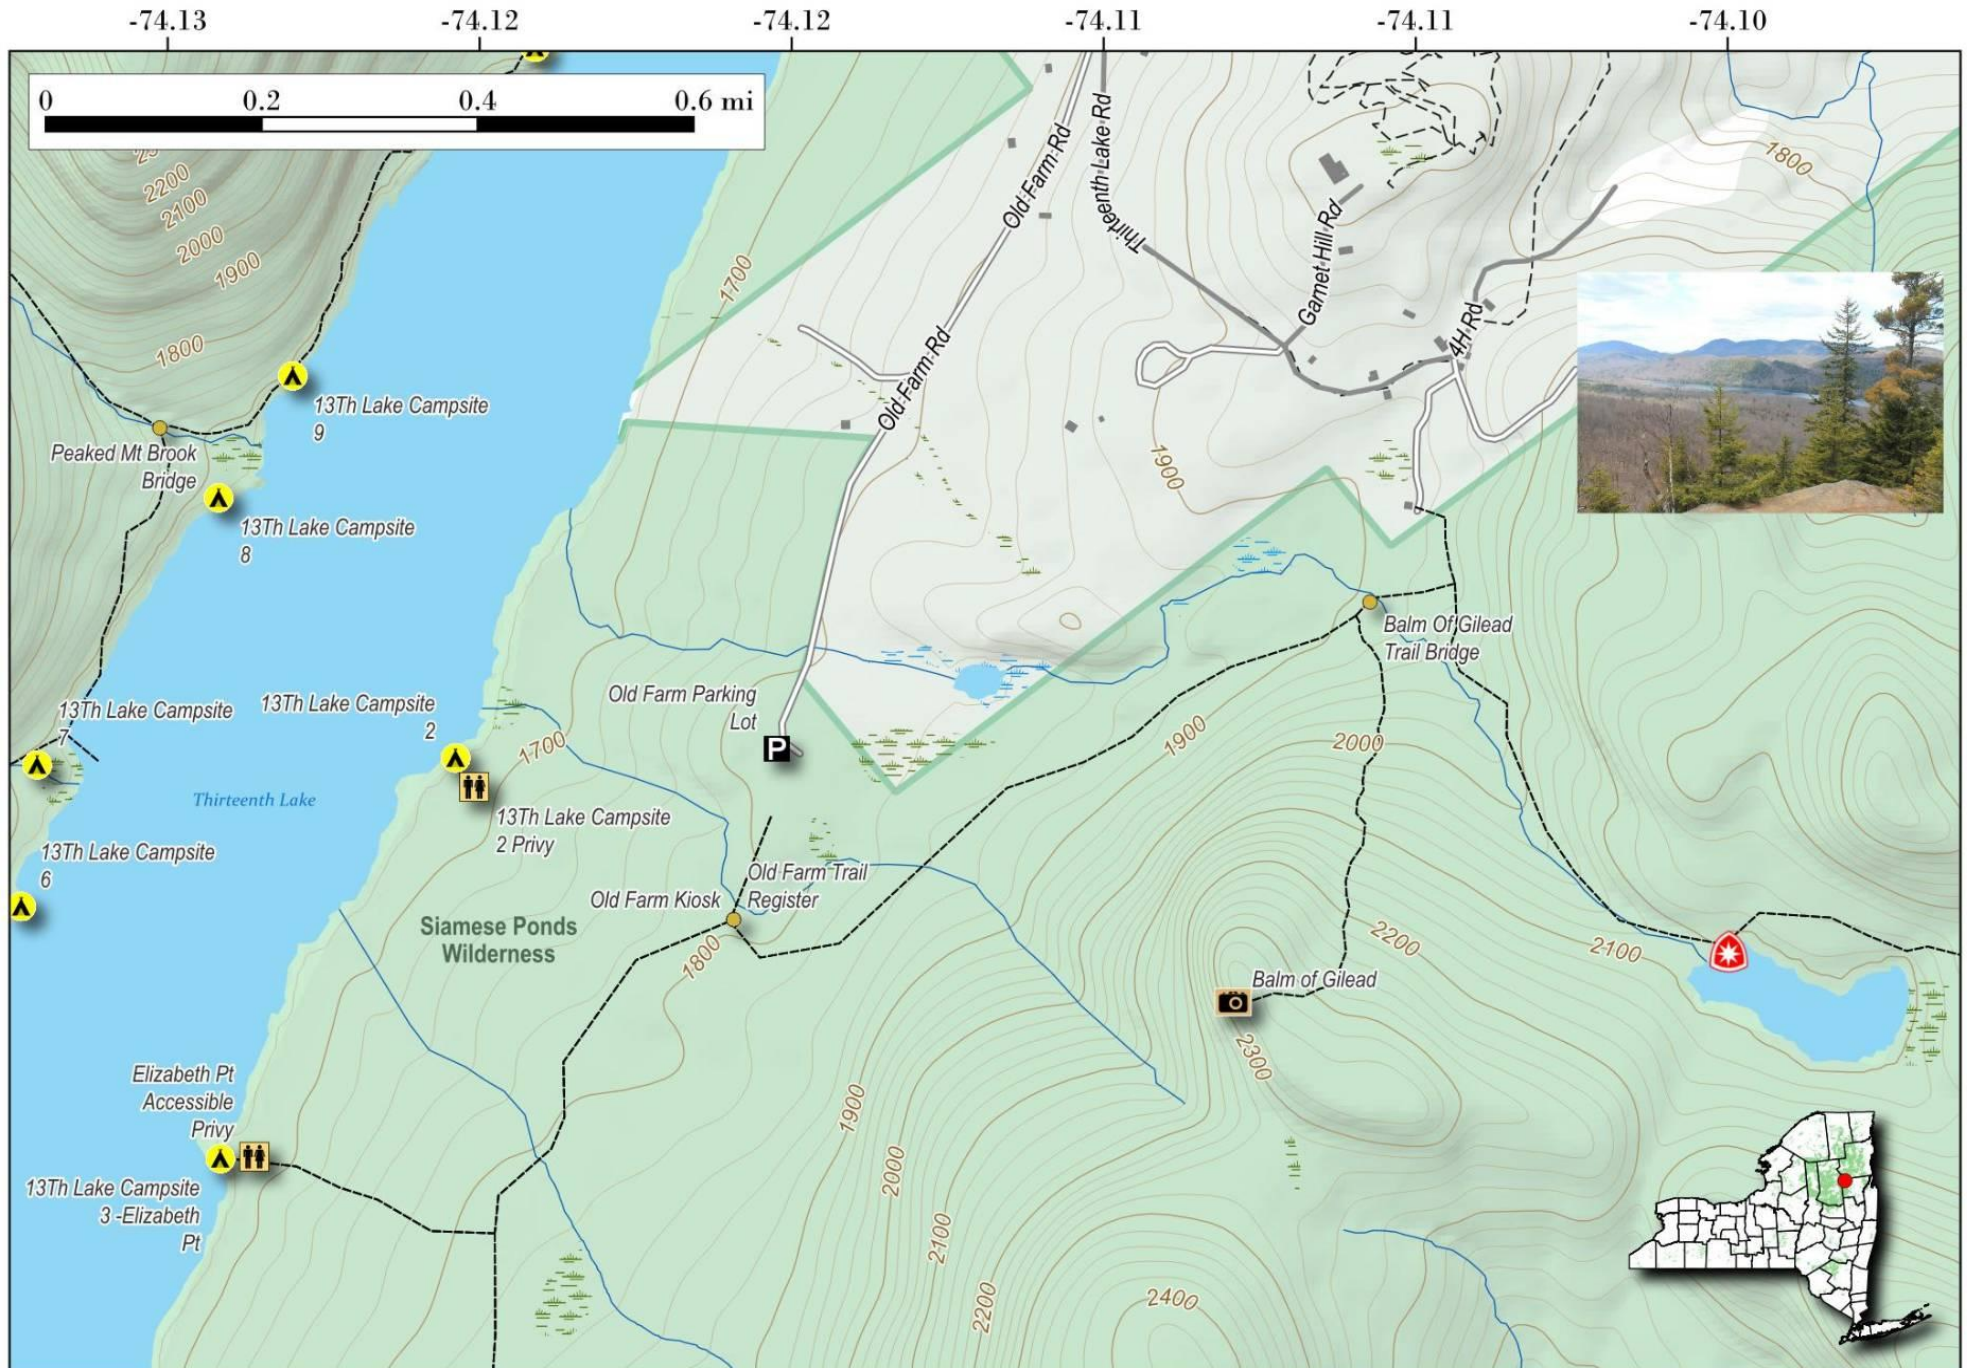 -74.13
-74.12
-74.12
-74.11
-74.11
-74.10
0
0.2
0.4
0.6 mi
2200
2100
2000
1900
1800
1700
Old Farm Rd
Thirteenth Lake Rd
Garnet Hill Rd
4H Rd
1800
13Th Lake Campsite
9
Peaked Mt Brook
Bridge
13Th Lake Campsite
8
Old Farm Rd
1900
Balm Of Gilead
Trail Bridge
13Th Lake Campsite
7
13Th Lake Campsite
2
Old Farm Parking
Lot
P
1700
1900
2000
Thirteenth Lake
13Th Lake Campsite
2 Privy
13Th Lake Campsite
6
Old Farm Trail
Register
Old Farm Kiosk
Siamese Ponds
Wilderness
1800
2200
2100
Balm of Gilead
2300
Elizabeth Pt
Accessible
Privy
1900
2000
13Th Lake Campsite
3 -Elizabeth
Pt
2100
2200
2400